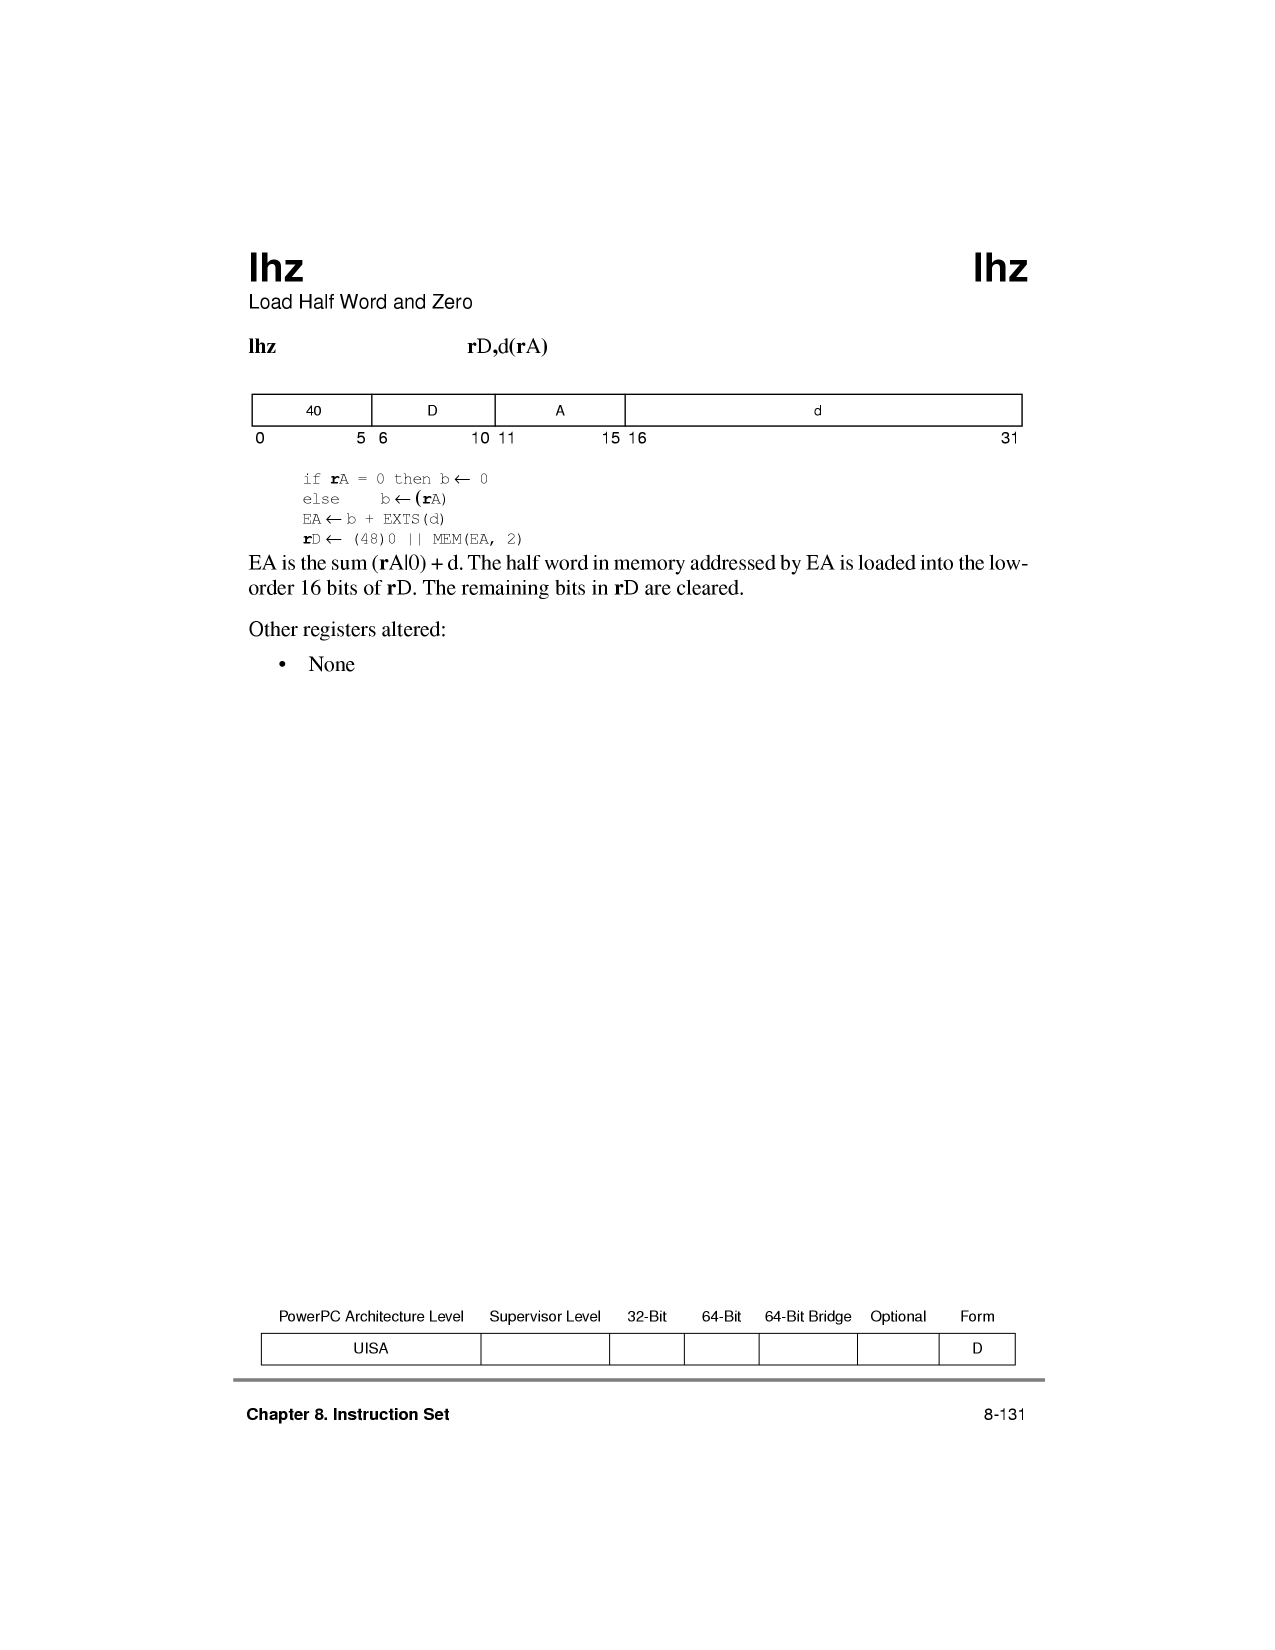 lhz lhz
Load Half Word and Zero
lhz rD,d(rA)
40 D A d
0 5 6 10 11 15 16 31
if rA = 0 then b ← 0
else b ← (rA)
EA ← b + EXTS(d)
rD ← (48)0 || MEM(EA, 2)
EA is the sum (rA|0) + d. The half word in memory addressed by EA is loaded into the low-
order 16 bits of rD. The remaining bits in rD are cleared.
Other registers altered:
• None
PowerPC Architecture Level Supervisor Level 32-Bit 64-Bit 64-Bit Bridge Optional Form
UISA D
Chapter 8. Instruction Set 8-131